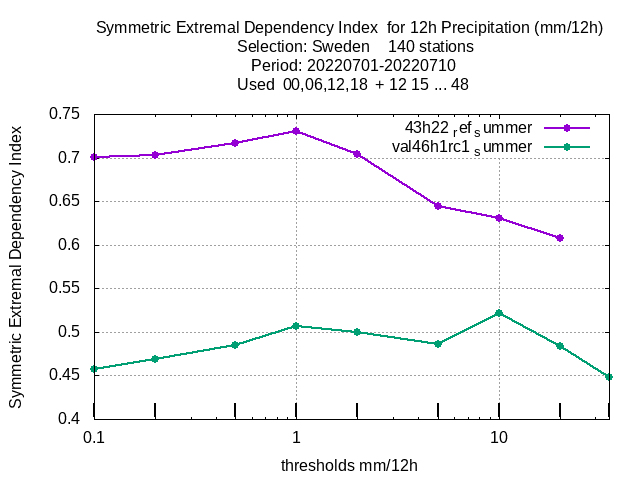 Symmetric Extremal Dependency Index for 12h Precipitation (mm/12h)
Selection: Sweden 140 stations
Period: 20220701-20220710
Used 00,06,12,18 + 12 15 ... 48
43h22refsummer
val46h1rc1summer
Symmetric Extremal Dependency Index
0.75
0.7
0.65
0.6
0.55
0.5
0.45
0.4
0.1 1 10
thresholds mm/12h